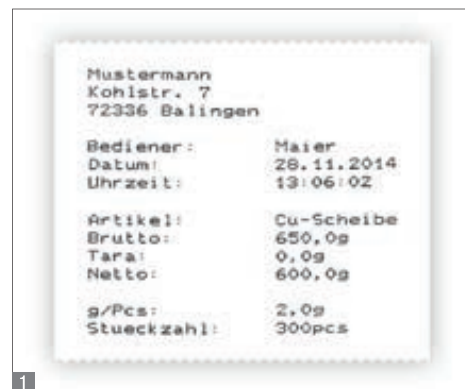 Mustermann
Kohlstr. 7
72336 Balingen
Bediener: Maier
Datum: 28.11.2014
Uhrzeit: 13:06:02
Artikel: Cu-Scheibe
Brutto: 650,0g
Tara: 0,0g
Netto: 600,0g
g/Pcs: 2,0g
Stueckzahl: 300pcs
1